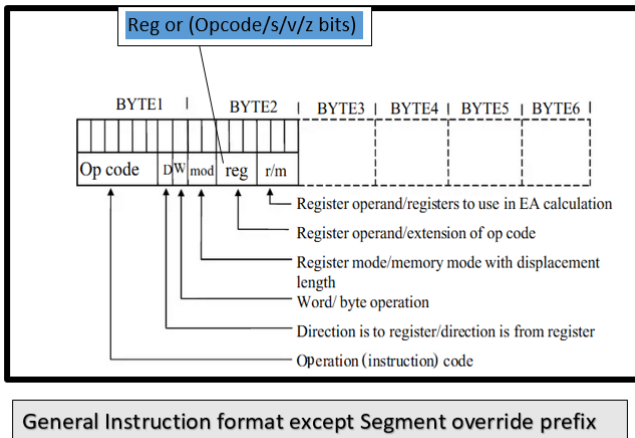 Reg or (Opcode/s/v/z bits)
BYTE1 | BYTE2 | BYTE3 | BYTE4 | BYTE5 | BYTE6 |
Op code D W mod reg r/m
Register operand/registers to use in EA calculation
Register operand/extension of op code
Register mode/memory mode with displacement
length
Word/ byte operation
Direction is to register/direction is from register
Operation (instruction) code
General Instruction format except Segment override prefix